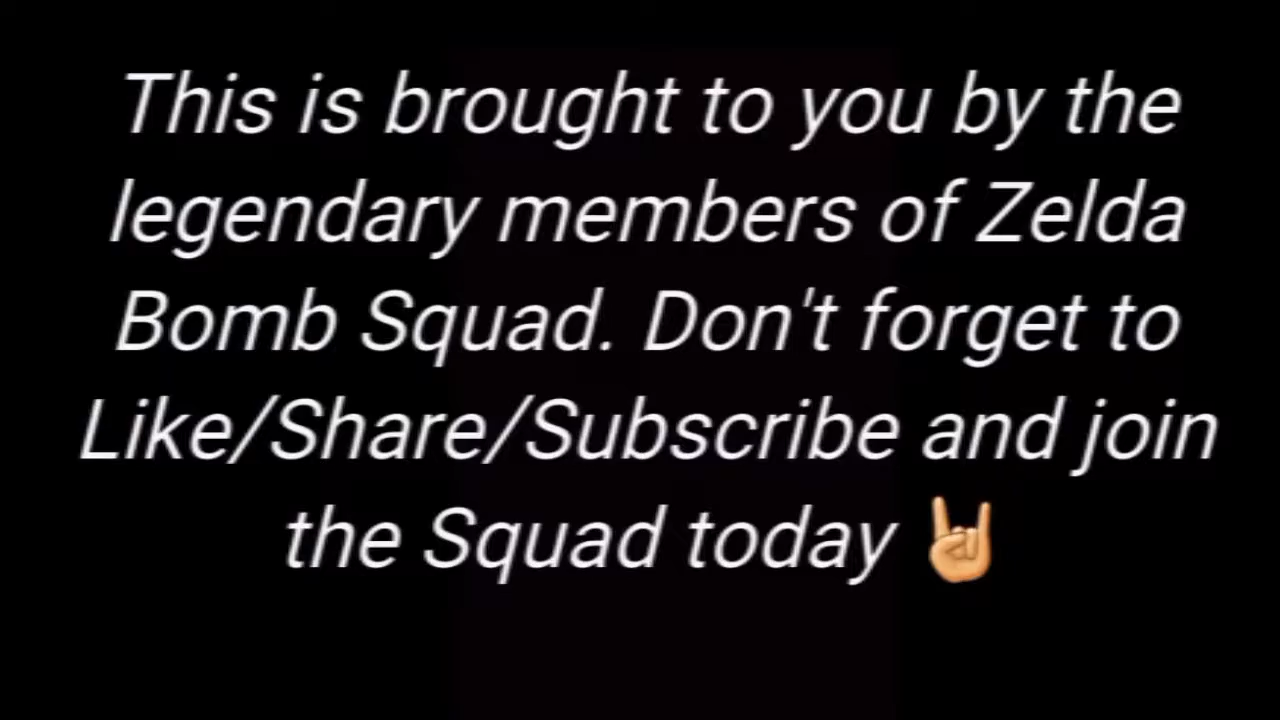 This is brought to you by the
legendary members of Zelda
Bomb Squad. Don't forget to
Like/Share/Subscribe and join
the Squad today 🤘